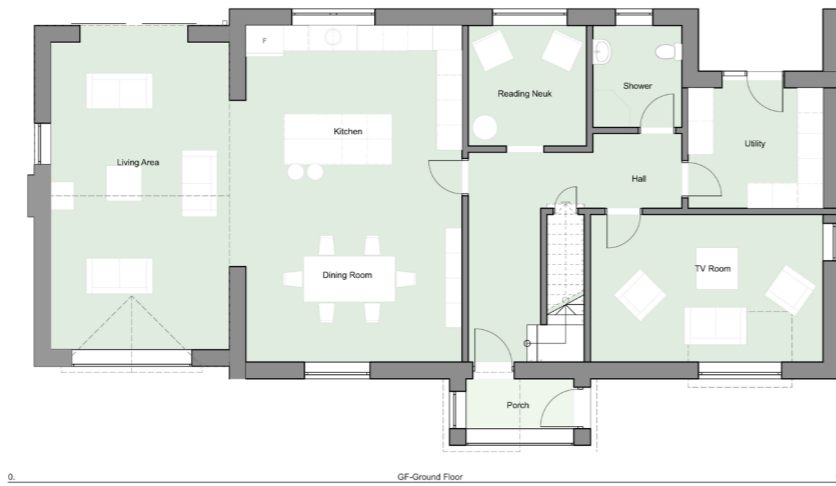 F
Reading Neuk
Shower
Kitchen
Living Area
Utility
Hall
Dining Room
TV Room
Porch
0.
GF-Ground Floor